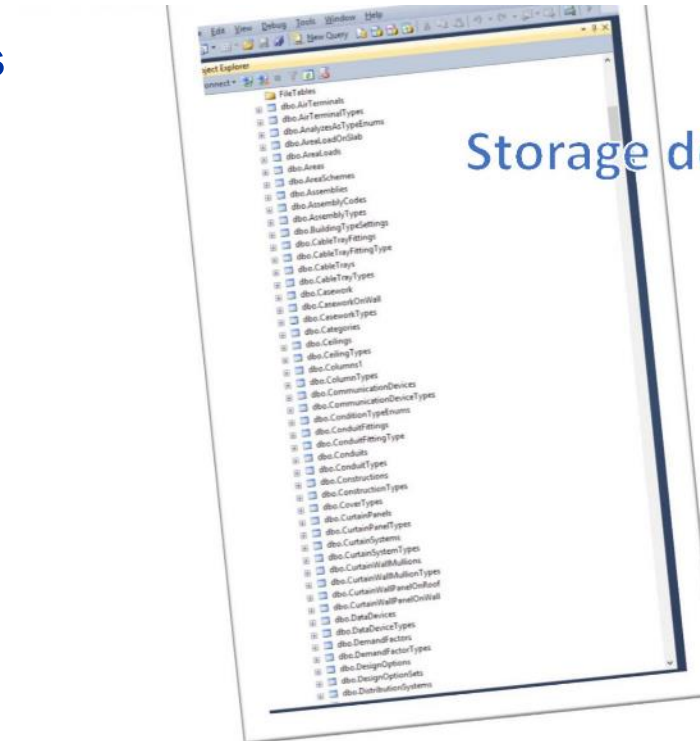 s
Edit View Debug Tools Window Help
New Query
ject Explorer
onnect
FileTables
dbo.AirTerminals
dbo.AirTerminalTypes
dbo.AnalyzesAsTypeEnums
dbo.AreaLoadOnSlab
dbo.AreaLoads
dbo.Areas
dbo.AreaSchemes
dbo.Assemblies
dbo.AssemblyCodes
dbo.AssemblyTypes
dbo.BuildingTypeSettings
dbo.CableTrayFittings
dbo.CableTrayFittingType
dbo.CableTrays
dbo.CableTrayTypes
dbo.Casework
dbo.CaseworkOnWall
dbo.CaseworkTypes
dbo.Categories
dbo.Ceilings
dbo.CeilingTypes
dbo.Columns1
dbo.ColumnTypes
dbo.CommunicationDevices
dbo.CommunicationDeviceTypes
dbo.ConditionTypeEnums
dbo.ConduitFittings
dbo.ConduitFittingType
dbo.Conduits
dbo.ConduitTypes
dbo.Constructions
dbo.ConstructionTypes
dbo.CoverTypes
dbo.CurtainPanels
dbo.CurtainPanelTypes
dbo.CurtainSystems
dbo.CurtainSystemTypes
dbo.CurtainWallMullions
dbo.CurtainWallMullionTypes
dbo.CurtainWallPanelOnRoof
dbo.CurtainWallPanelOnWall
dbo.DataDevices
dbo.DataDeviceTypes
dbo.DemandFactors
dbo.DemandFactorTypes
dbo.DesignOptions
dbo.DesignOptionSets
dbo.DistributionSystems
Storage d